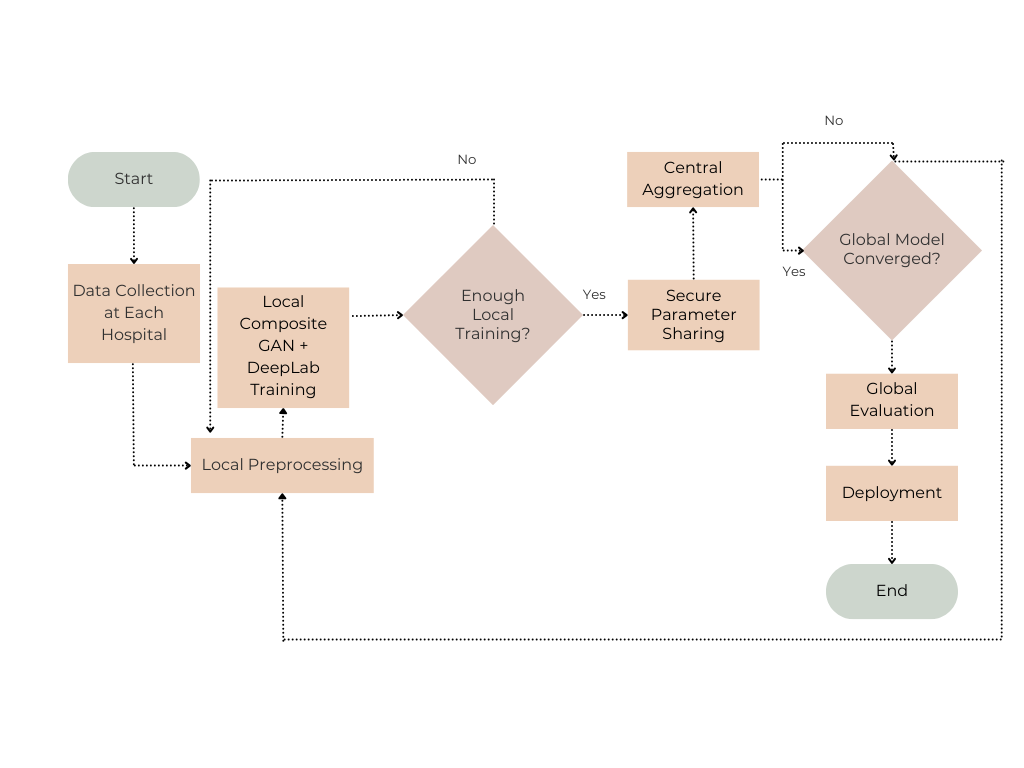 Start
Data Collection
at Each
Hospital
Local Preprocessing
Local
Composite
GAN +
DeepLab
Training
No
Enough
Local
Training?
Yes
Secure
Parameter
Sharing
Central
Aggregation
No
Yes
Global Model
Converged?
Global
Evaluation
Deployment
End